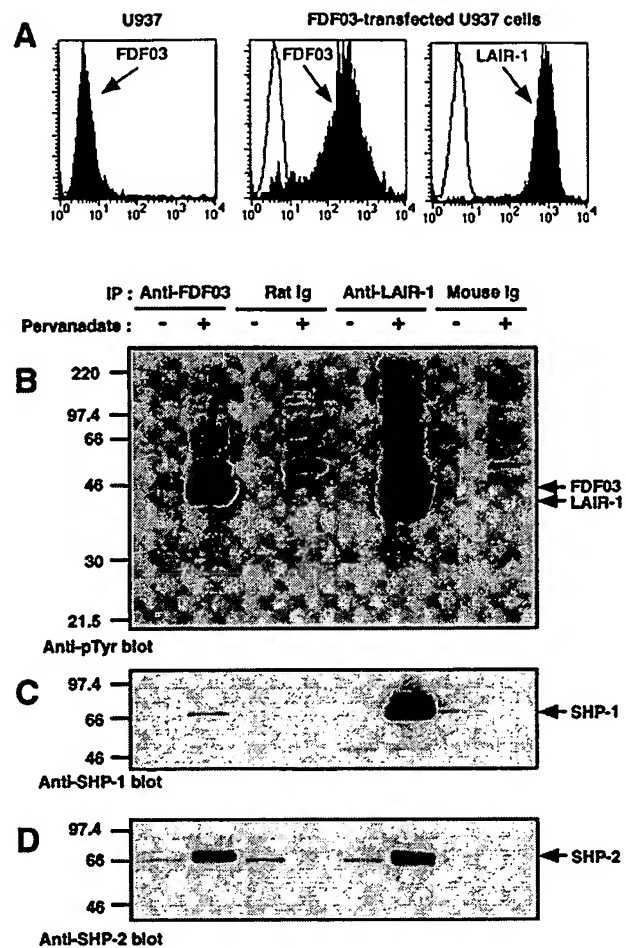 A
U937
FDF03-transfected U937 cells
FDF03
FDF03
LAIR-1
10⁰ 10¹ 10² 10³ 10⁴
10⁰ 10¹ 10² 10³ 10⁴
10⁰ 10¹ 10² 10³ 10⁴
IP : Anti-FDF03 Rat Ig Anti-LAIR-1 Mouse Ig
Pervanadate : - + - + - + - +
B
220
97.4
66
46
30
21.5
FDF03
LAIR-1
Anti-pTyr blot
C
97.4
66
46
SHP-1
Anti-SHP-1 blot
D
97.4
66
46
SHP-2
Anti-SHP-2 blot